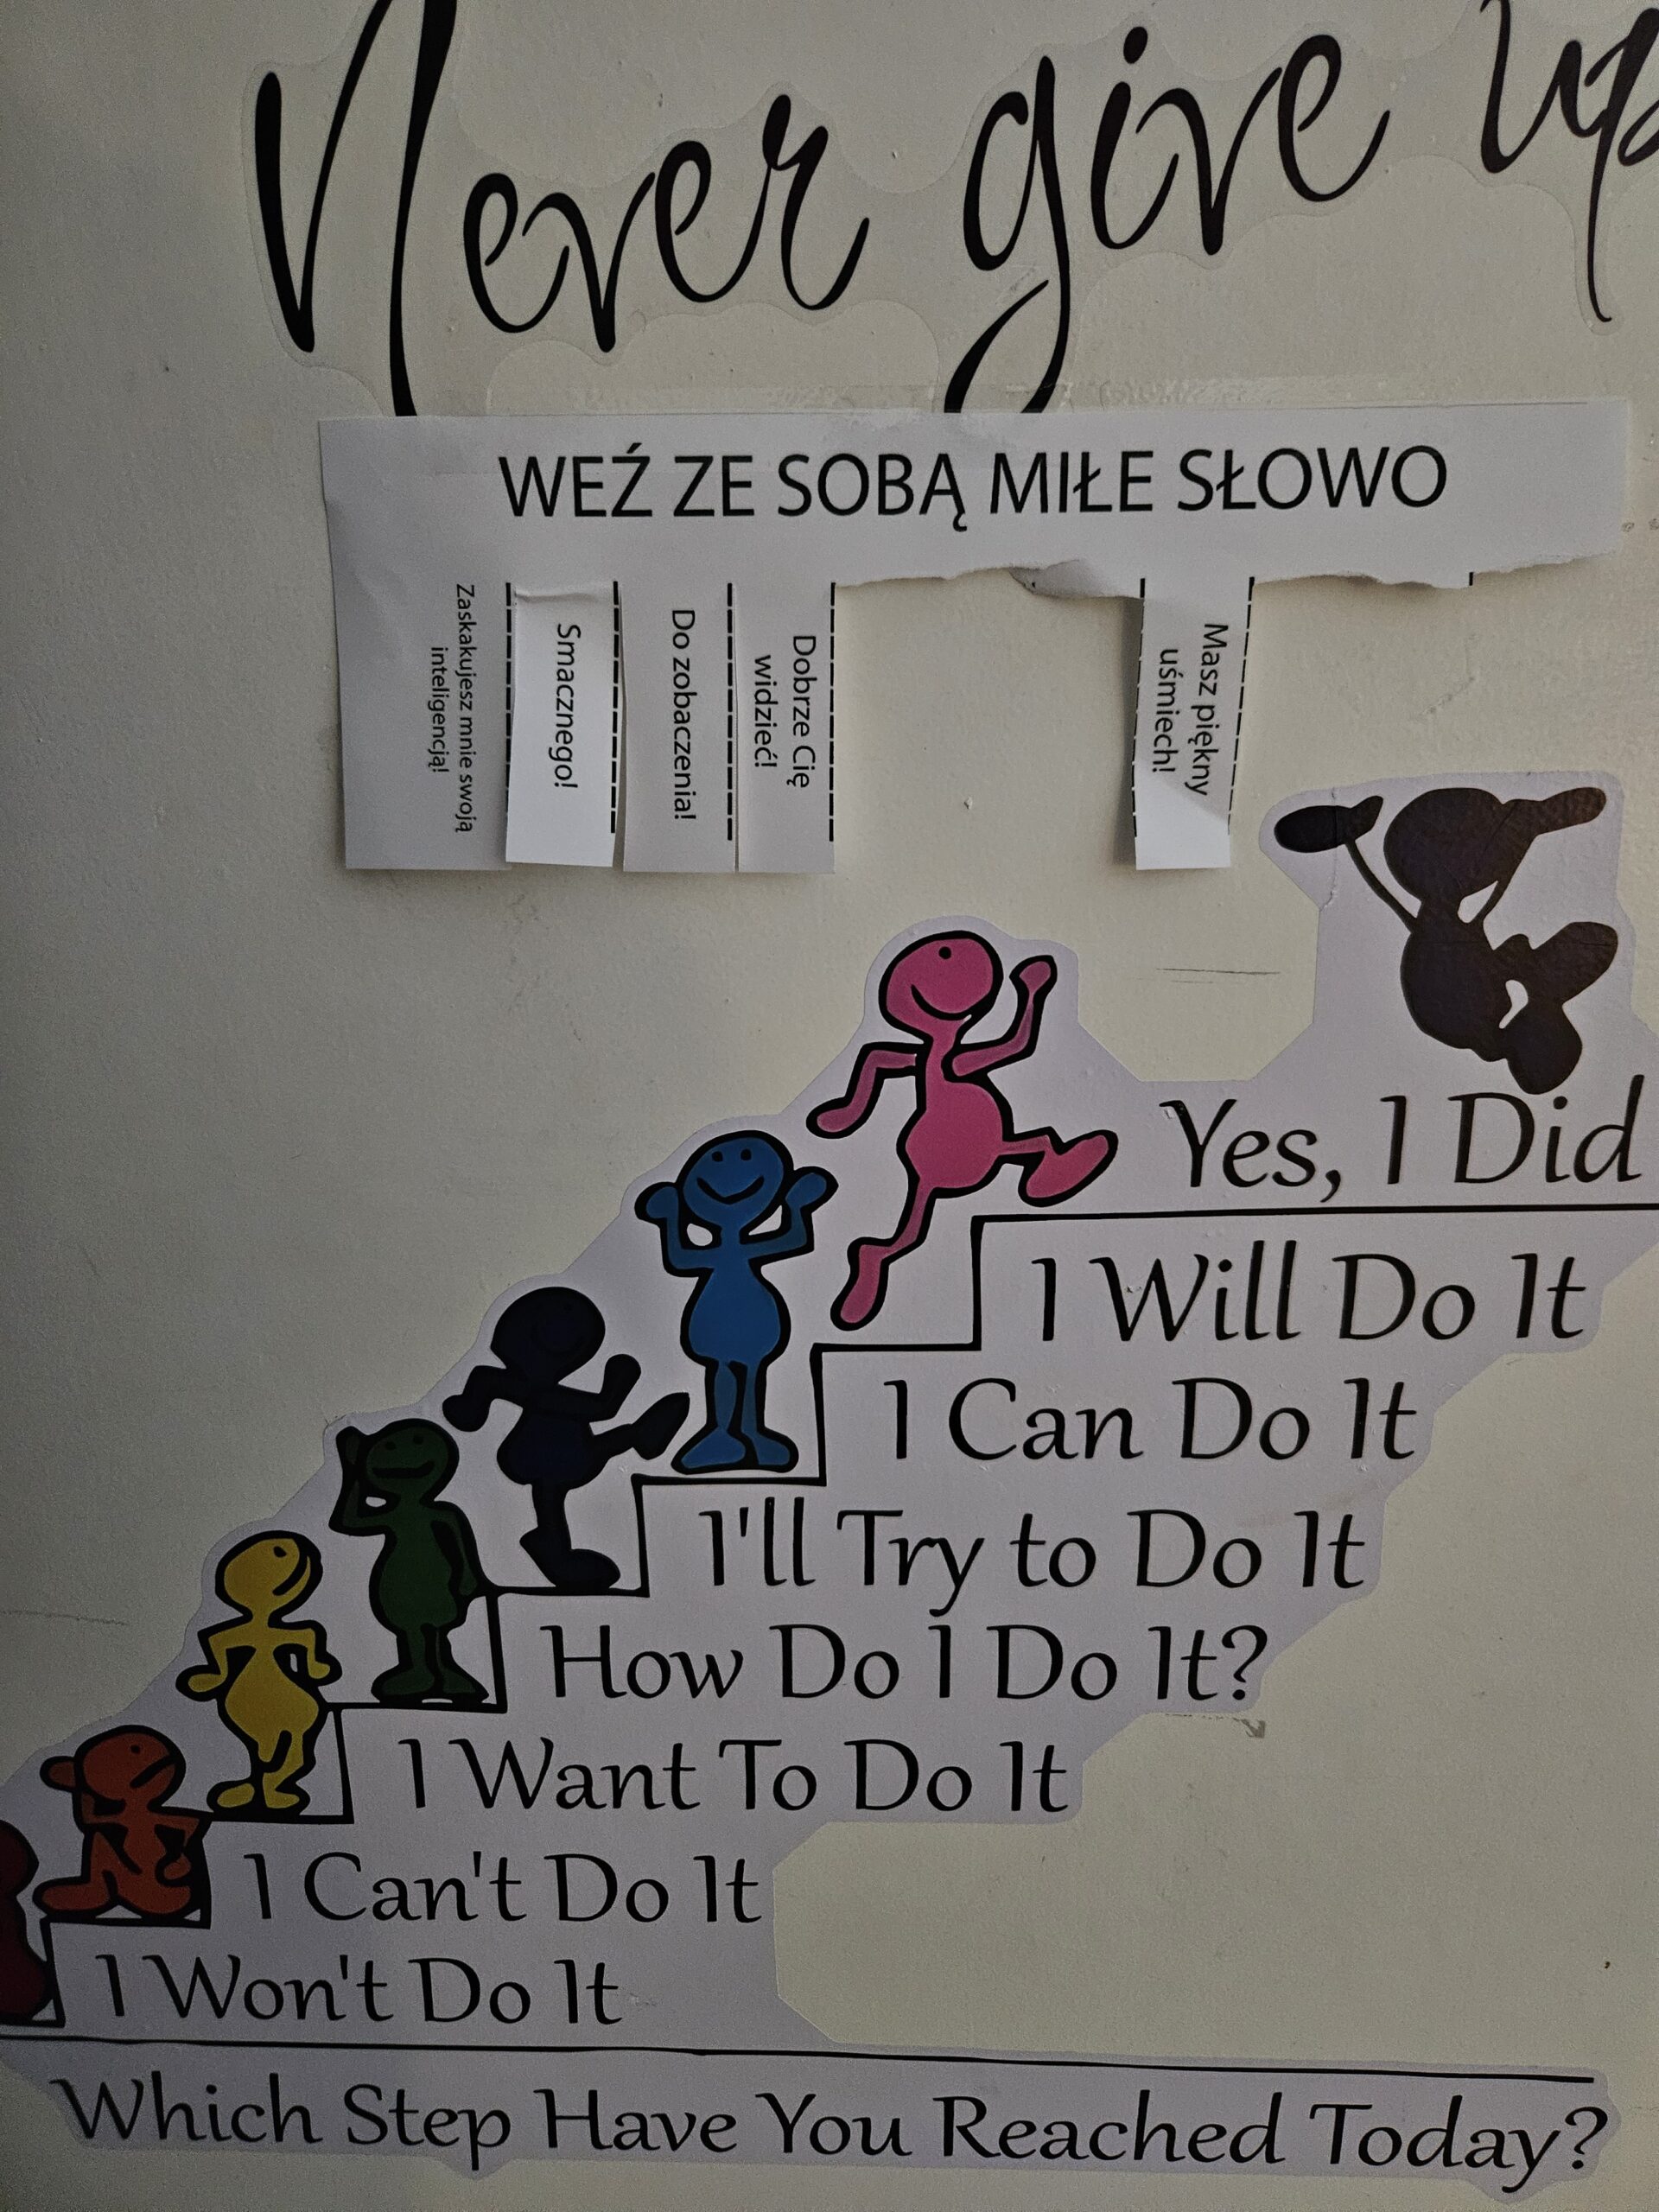 Never give up
WEŹ ZE SOBĄ MIŁE SŁOWO
Zaskakujesz mnie swoją
inteligencją!
Smacznego!
Do zobaczenia!
Dobrze Cię
widzieć!
Masz piękny
uśmiech!
Yes, I Did
I Will Do It
I Can Do It
I'll Try to Do It
How Do I Do It?
I Want To Do It
I Can't Do It
I Won't Do It
Which Step Have You Reached Today?